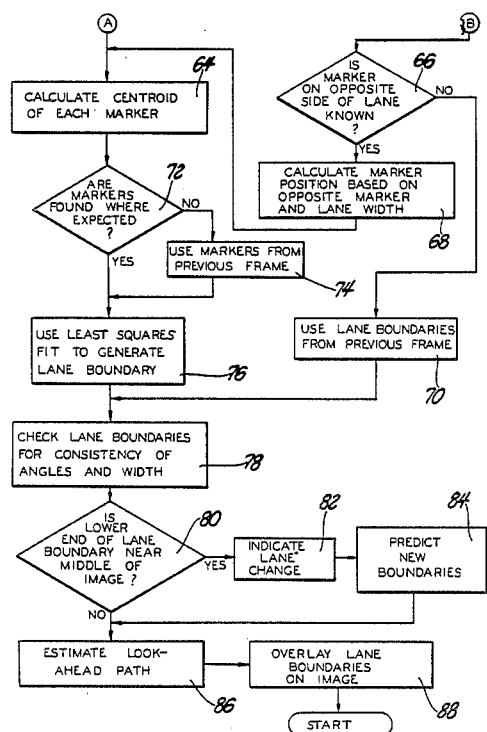 A
B
64
CALCULATE CENTROID
OF EACH MARKER
IS
MARKER
ON OPPOSITE
SIDE OF LANE
KNOWN
?
66
NO
YES
CALCULATE MARKER
POSITION BASED ON
OPPOSITE MARKER
AND LANE WIDTH
68
ARE
MARKERS
FOUND WHERE
EXPECTED
?
72
NO
YES
USE MARKERS FROM
PREVIOUS FRAME
74
USE LEAST SQUARES
FIT TO GENERATE
LANE BOUNDARY
76
USE LANE BOUNDARIES
FROM PREVIOUS FRAME
70
CHECK LANE BOUNDARIES
FOR CONSISTENCY OF
ANGLES AND WIDTH
78
IS
LOWER
END OF LANE
BOUNDARY NEAR
MIDDLE OF
IMAGE ?
80
YES
NO
82
INDICATE LANE
CHANGE
84
PREDICT
NEW
BOUNDARIES
ESTIMATE LOOK-
AHEAD PATH
86
OVERLAY LANE
BOUNDARIES
ON IMAGE
88
START